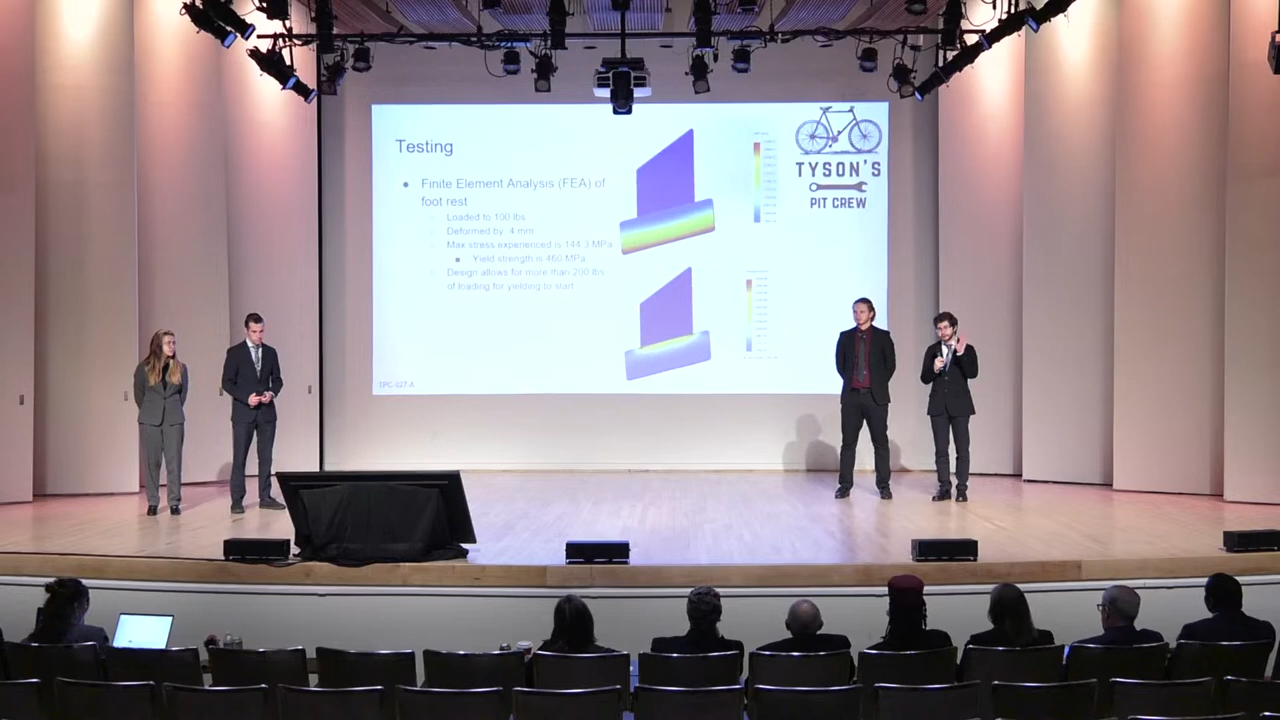 Testing
• Finite Element Analysis (FEA) of
foot rest
Loaded to 100 lbs
Deformed by .4 mm
Max stress experienced is 144.3 MPa
▪ Yield strength is 460 MPa
Design allows for more than 200 lbs
of loading for yielding to start
TYSON'S
PIT CREW